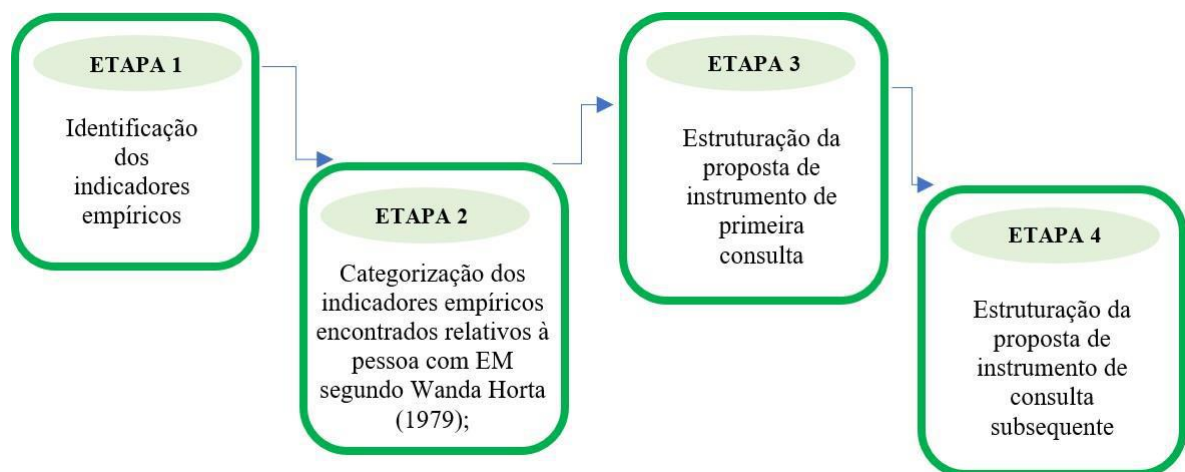 ETAPA 1
Identificação
dos
indicadores
empíricos
ETAPA 2
Categorização dos
indicadores empíricos
encontrados relativos à
pessoa com EM
segundo Wanda Horta
(1979);
ETAPA 3
Estruturação da
proposta de
instrumento de
primeira
consulta
ETAPA 4
Estruturação da
proposta de
instrumento de
consulta
subsequente